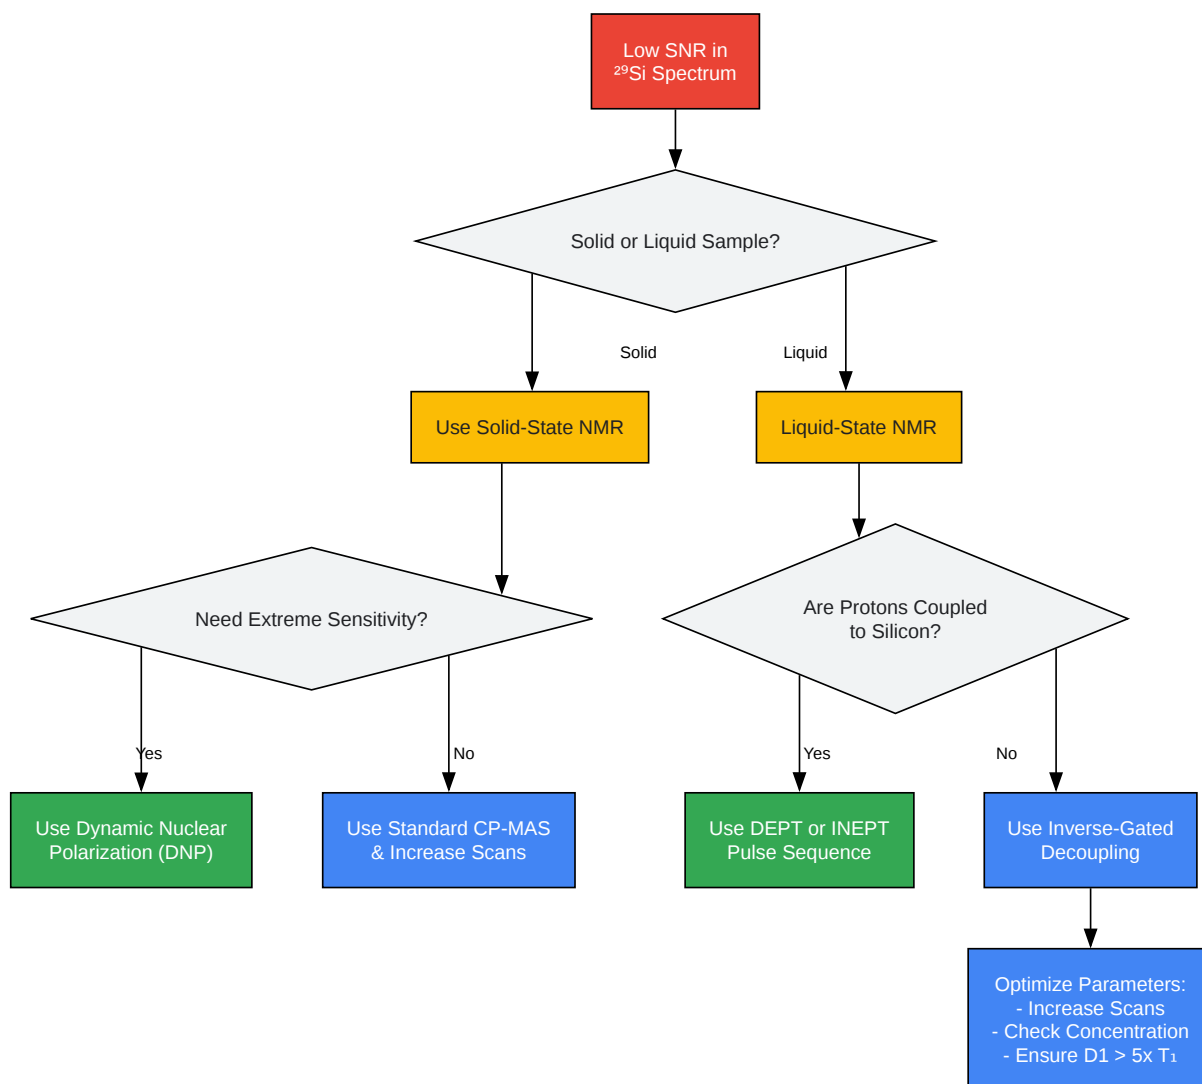 Low SNR in
²⁹Si Spectrum
Solid or Liquid Sample?
Solid
Liquid
Use Solid-State NMR
Liquid-State NMR
Need Extreme Sensitivity?
Are Protons Coupled
to Silicon?
Yes
No
Yes
No
Use Dynamic Nuclear
Polarization (DNP)
Use Standard CP-MAS
& Increase Scans
Use DEPT or INEPT
Pulse Sequence
Use Inverse-Gated
Decoupling
Optimize Parameters:
- Increase Scans
- Check Concentration
- Ensure D1 > 5x T₁